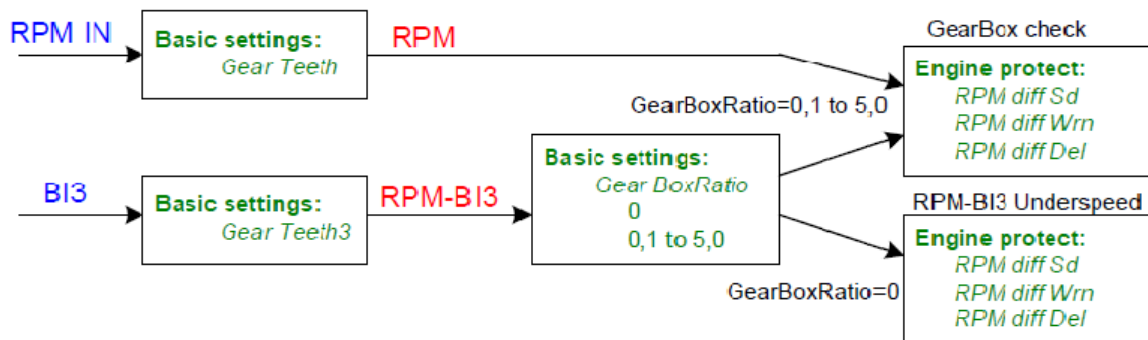 RPM IN
Basic settings:
Gear Teeth
RPM
GearBox check
Engine protect:
RPM diff Sd
RPM diff Wrn
RPM diff Del
GearBoxRatio=0,1 to 5,0
BI3
Basic settings:
Gear Teeth3
RPM-BI3
Basic settings:
Gear BoxRatio
0
0,1 to 5,0
RPM-BI3 Underspeed
Engine protect:
RPM diff Sd
RPM diff Wrn
RPM diff Del
GearBoxRatio=0